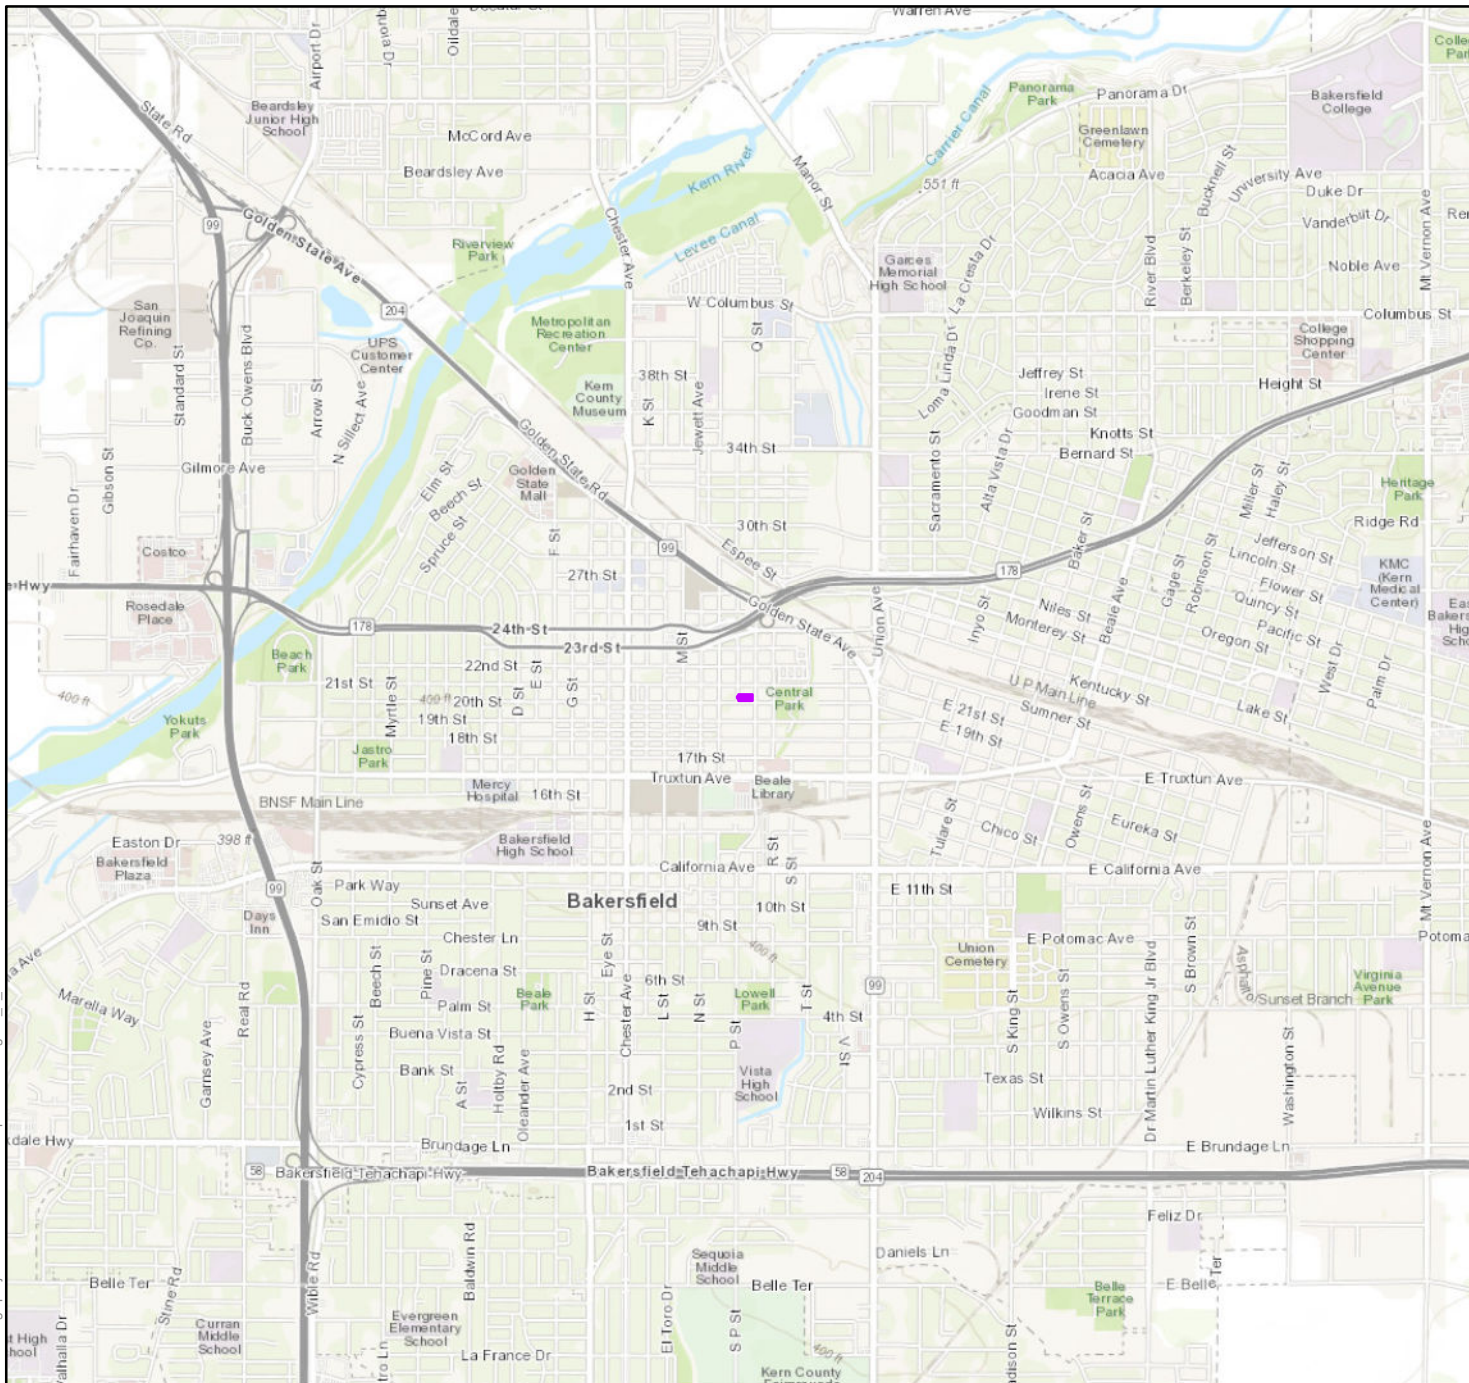 Warren Ave
Airport Dr
Oildale
State Rd
Beardsley
Junior High
School
McCord Ave
Beardsley Ave
Kern River
Manor St
Carrier Canal
Panorama
Park
Panorama Dr
Bakersfield
College
Greenlawn
Cemetery
Acacia Ave
551 ft
Bucknell St
University Ave
Duke Dr
Vanderbilt Dr
Noble Ave
Mt Vernon Ave
99
Golden State Ave
Riverview
Park
Chester Ave
Levee Canal
Garces
Memorial
High School
La Cresta Dr
River Blvd
Berkeley St
W Columbus St
Columbus St
San
Joaquin
Refining
Co.
204
UPS
Customer
Center
Metropolitan
Recreation
Center
Q St
College
Shopping
Center
Standard St
Buck Owens Blvd
Arrow St
N Sillect Ave
Kern
County
Museum
38th St
K St
Jewett Ave
34th St
Loma Linda Dr
Jeffrey St
Irene St
Goodman St
Knotts St
Bernard St
Height St
Gibson St
Gilmore Ave
Fairhaven Dr
Elm St
Beech St
Spruce St
Golden
State
Mall
Golden State Rd
F St
30th St
Espee St
Sacramento St
Alta Vista Dr
Baker St
Miller St
Haley St
Heritage
Park
Ridge Rd
Jefferson St
Lincoln St
Flower St
Quincy St
Pacific St
Oregon St
KMC
(Kern
Medical
Center)
Costco
Rosedale
Place
27th St
99
178
Golden State Ave
Union Ave
Inyo St
Niles St
Monterey St
Beale Ave
Gage St
Robinson St
West Dr
Palm Dr
178
24th St
23rd St
M St
Beach
Park
22nd St
21st St
20th St
19th St
18th St
400 ft
Myrtle St
D St
E St
G St
Central
Park
U P Main Line
Kentucky St
Sumner St
Lake St
E 21st St
E 19th St
400 ft
Yokuts
Park
Jastro
Park
17th St
Truxtun Ave
Beale
Library
E Truxtun Ave
Mercy
Hospital
16th St
BNSF Main Line
Easton Dr
398 ft
Bakersfield
Plaza
Bakersfield
High School
California Ave
R St
S St
Tulare St
Chico St
Owens St
Eureka St
E California Ave
99
Oak St
Park Way
Sunset Ave
San Emidio St
Days
Inn
Bakersfield
10th St
9th St
E 11th St
Mt Vernon Ave
Chester Ln
Dracena St
Palm St
Buena Vista St
Bank St
Beech St
Pine St
Eye St
400 ft
Union
Cemetery
E Potomac Ave
S Brown St
Marella Way
Real Rd
Garnsey Ave
Cypress St
Beale
Park
H St
Chester Ave
6th St
L St
N St
Lowell
Park
P St
T St
4th St
V St
99
S King St
S Owens St
Dr Martin Luther King Jr Blvd
Sunset Branch
Virginia
Avenue
Park
A St
Holtby Rd
Oleander Ave
2nd St
1st St
Vista
High
School
Texas St
Wilkins St
Washington St
Brundage Ln
E Brundage Ln
58
Bakersfield-Tehachapi-Hwy
Bakersfield-Tehachapi-Hwy
58
204
Feliz Dr
Wible Rd
Baldwin Rd
Sequoia
Middle
School
Daniels Ln
Belle Ter
Stine Rd
Belle Ter
E Belle Ter
Belle
Terrace
Park
Curran
Middle
School
Evergreen
Elementary
School
La France Dr
El Toro Dr
S P St
400 ft
Kern County